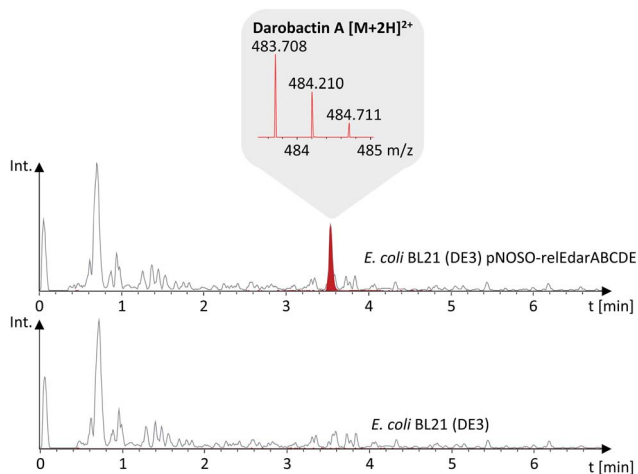 Darobactin A [M+2H]²⁺
483.708
484.210
484.711
484 485 m/z
Int.
E. coli BL21 (DE3) pNOSO-relEdarABCDE
0 1 2 3 4 5 6
t [min]
Int.
E. coli BL21 (DE3)
0 1 2 3 4 5 6
t [min]